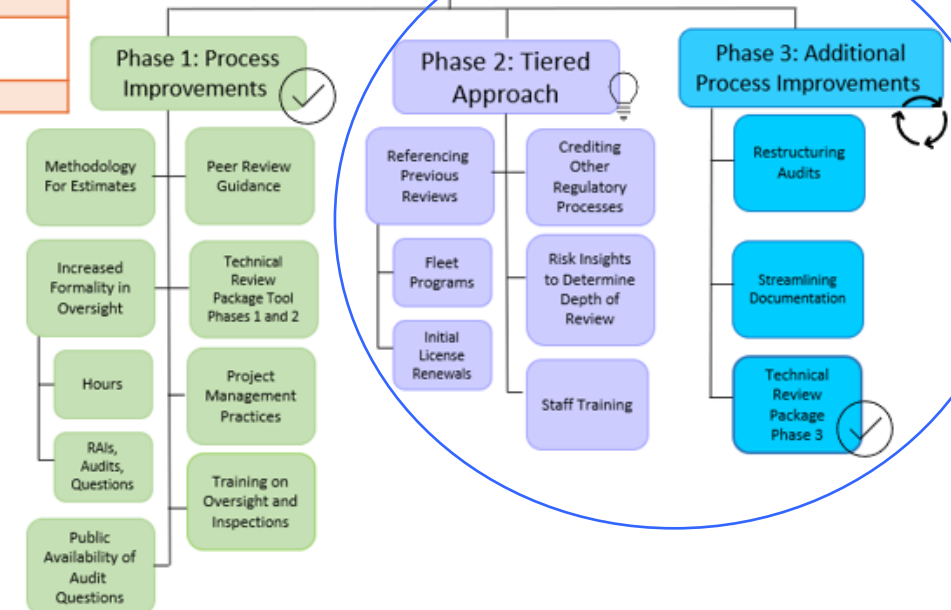 Phase 1: Process
Improvements
Methodology
For Estimates
Peer Review
Guidance
Increased
Formality in
Oversight
Technical
Review
Package Tool
Phases 1 and 2
Hours
Project
Management
Practices
RAIs,
Audits,
Questions
Training on
Oversight and
Inspections
Public
Availability of
Audit
Questions
Phase 2: Tiered
Approach
Referencing
Previous
Reviews
Crediting
Other
Regulatory
Processes
Fleet
Programs
Risk Insights
to Determine
Depth of
Review
Initial
License
Renewals
Staff Training
Phase 3: Additional
Process Improvements
Restructuring
Audits
Streamlining
Documentation
Technical
Review
Package
Phase 3